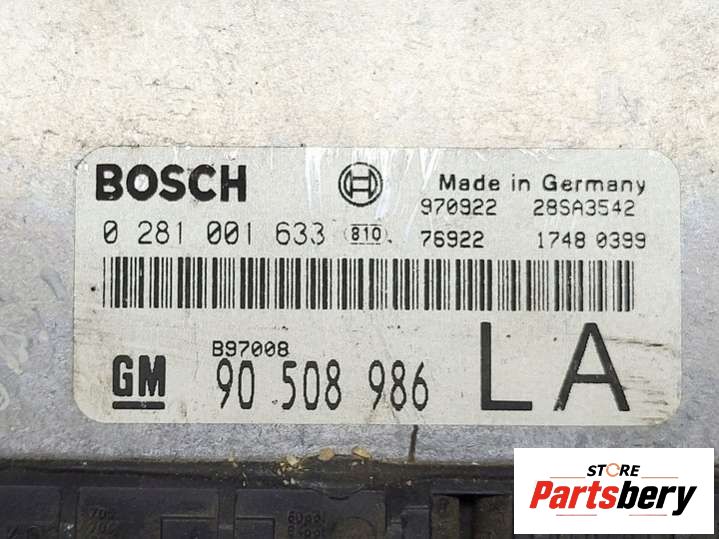 BOSCH
Made in Germany
970922 28SA3542
0 281 001 633 810
76922 1748 0399
B97008
GM 90 508 986 LA
STORE
Partsbery